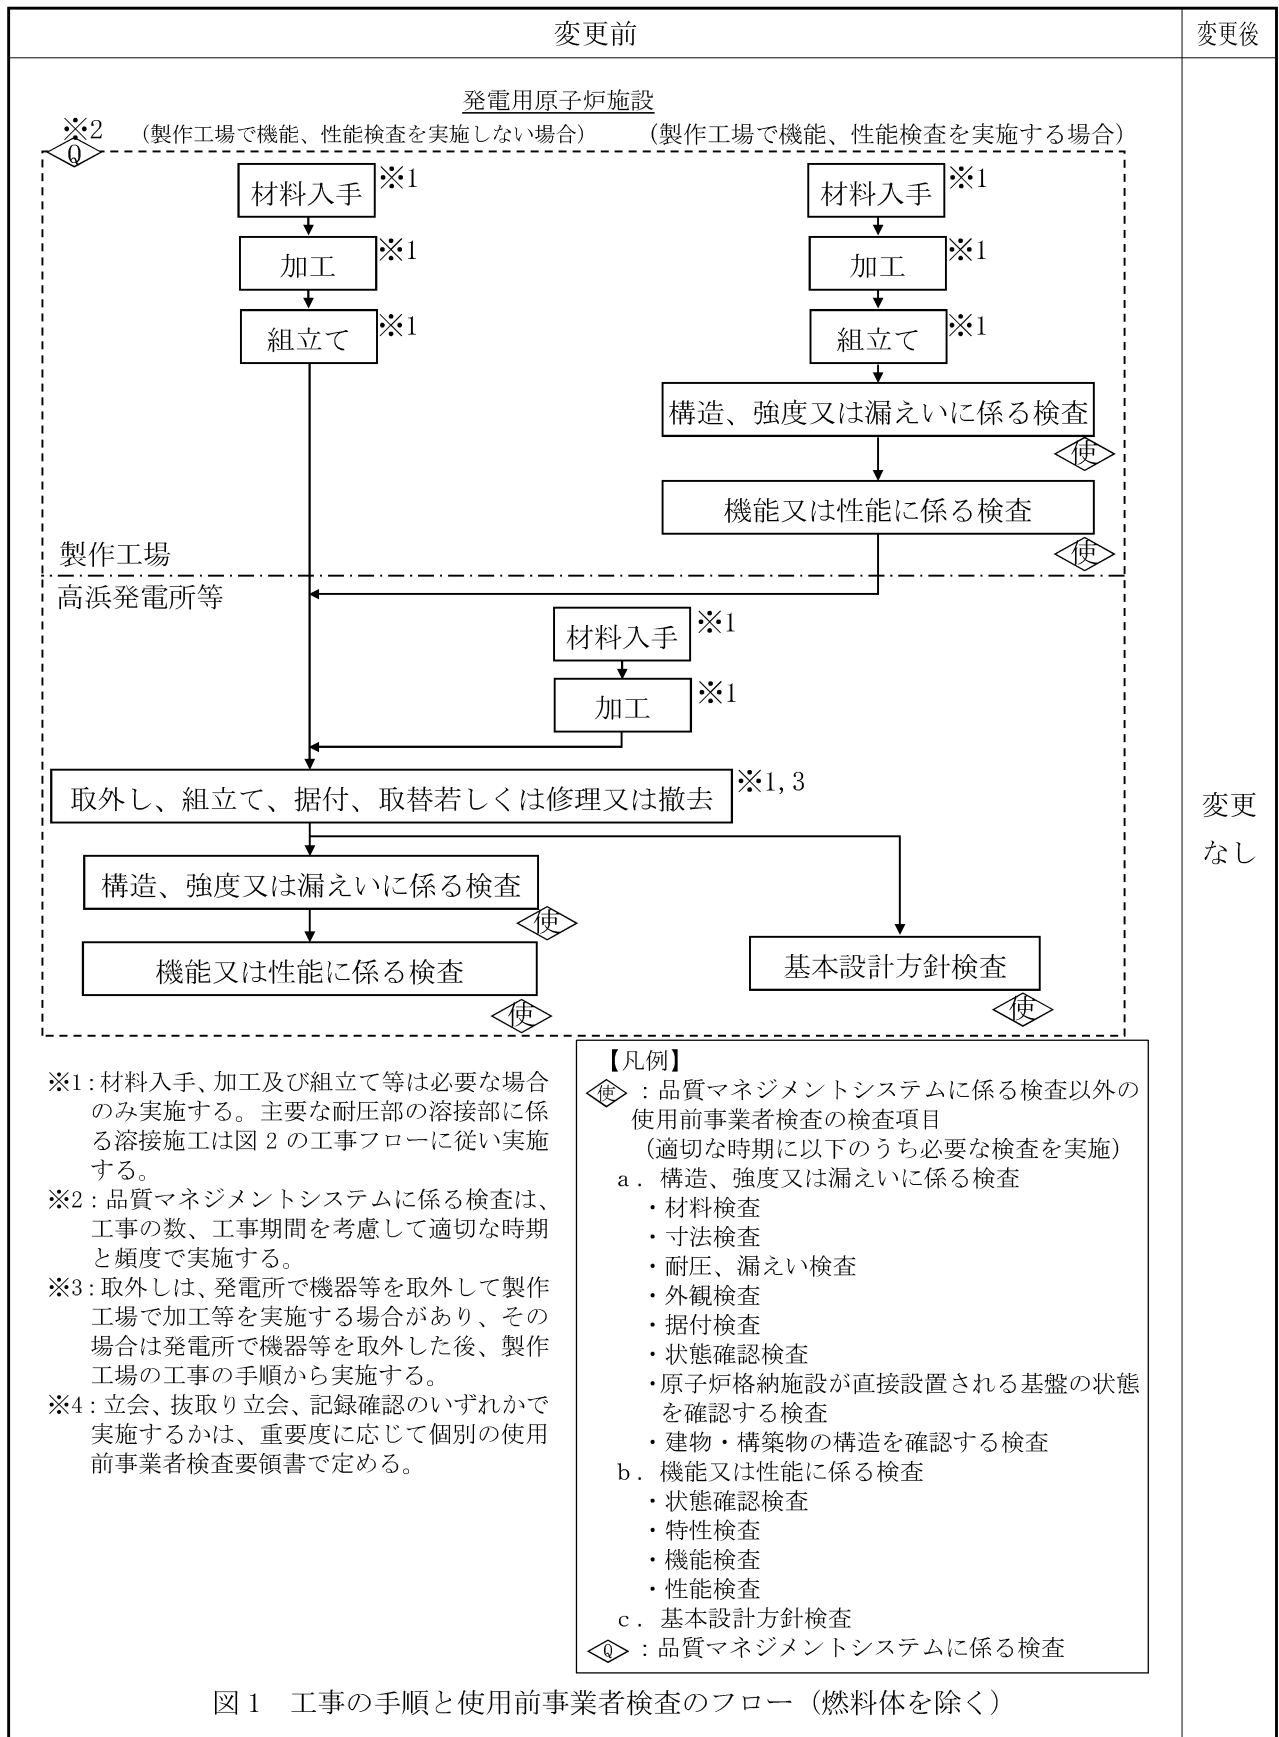 変更前
変更後
発電用原子炉施設
※2
Q
（製作工場で機能、性能検査を実施しない場合）
（製作工場で機能、性能検査を実施する場合）
材料入手
※1
加工
※1
組立て
※1
材料入手
※1
加工
※1
組立て
※1
構造、強度又は漏えいに係る検査
使
機能又は性能に係る検査
使
製作工場
高浜発電所等
材料入手
※1
加工
※1
取外し、組立て、据付、取替若しくは修理又は撤去
※1,3
構造、強度又は漏えいに係る検査
使
機能又は性能に係る検査
使
基本設計方針検査
使
変更
なし
※1：材料入手、加工及び組立て等は必要な場合
のみ実施する。主要な耐圧部の溶接部に係
る溶接施工は図 2 の工事フローに従い実施
する。
※2：品質マネジメントシステムに係る検査は、
工事の数、工事期間を考慮して適切な時期
と頻度で実施する。
※3：取外しは、発電所で機器等を取外して製作
工場で加工等を実施する場合があり、その
場合は発電所で機器等を取外した後、製作
工場の工事の手順から実施する。
※4：立会、抜取り立会、記録確認のいずれかで
実施するかは、重要度に応じて個別の使用
前事業者検査要領書で定める。
【凡例】
使：品質マネジメントシステムに係る検査以外の
使用前事業者検査の検査項目
（適切な時期に以下のうち必要な検査を実施）
a．構造、強度又は漏えいに係る検査
・材料検査
・寸法検査
・耐圧、漏えい検査
・外観検査
・据付検査
・状態確認検査
・原子炉格納施設が直接設置される基盤の状態
を確認する検査
・建物・構築物の構造を確認する検査
b．機能又は性能に係る検査
・状態確認検査
・特性検査
・機能検査
・性能検査
c．基本設計方針検査
Q：品質マネジメントシステムに係る検査
図 1　工事の手順と使用前事業者検査のフロー（燃料体を除く）